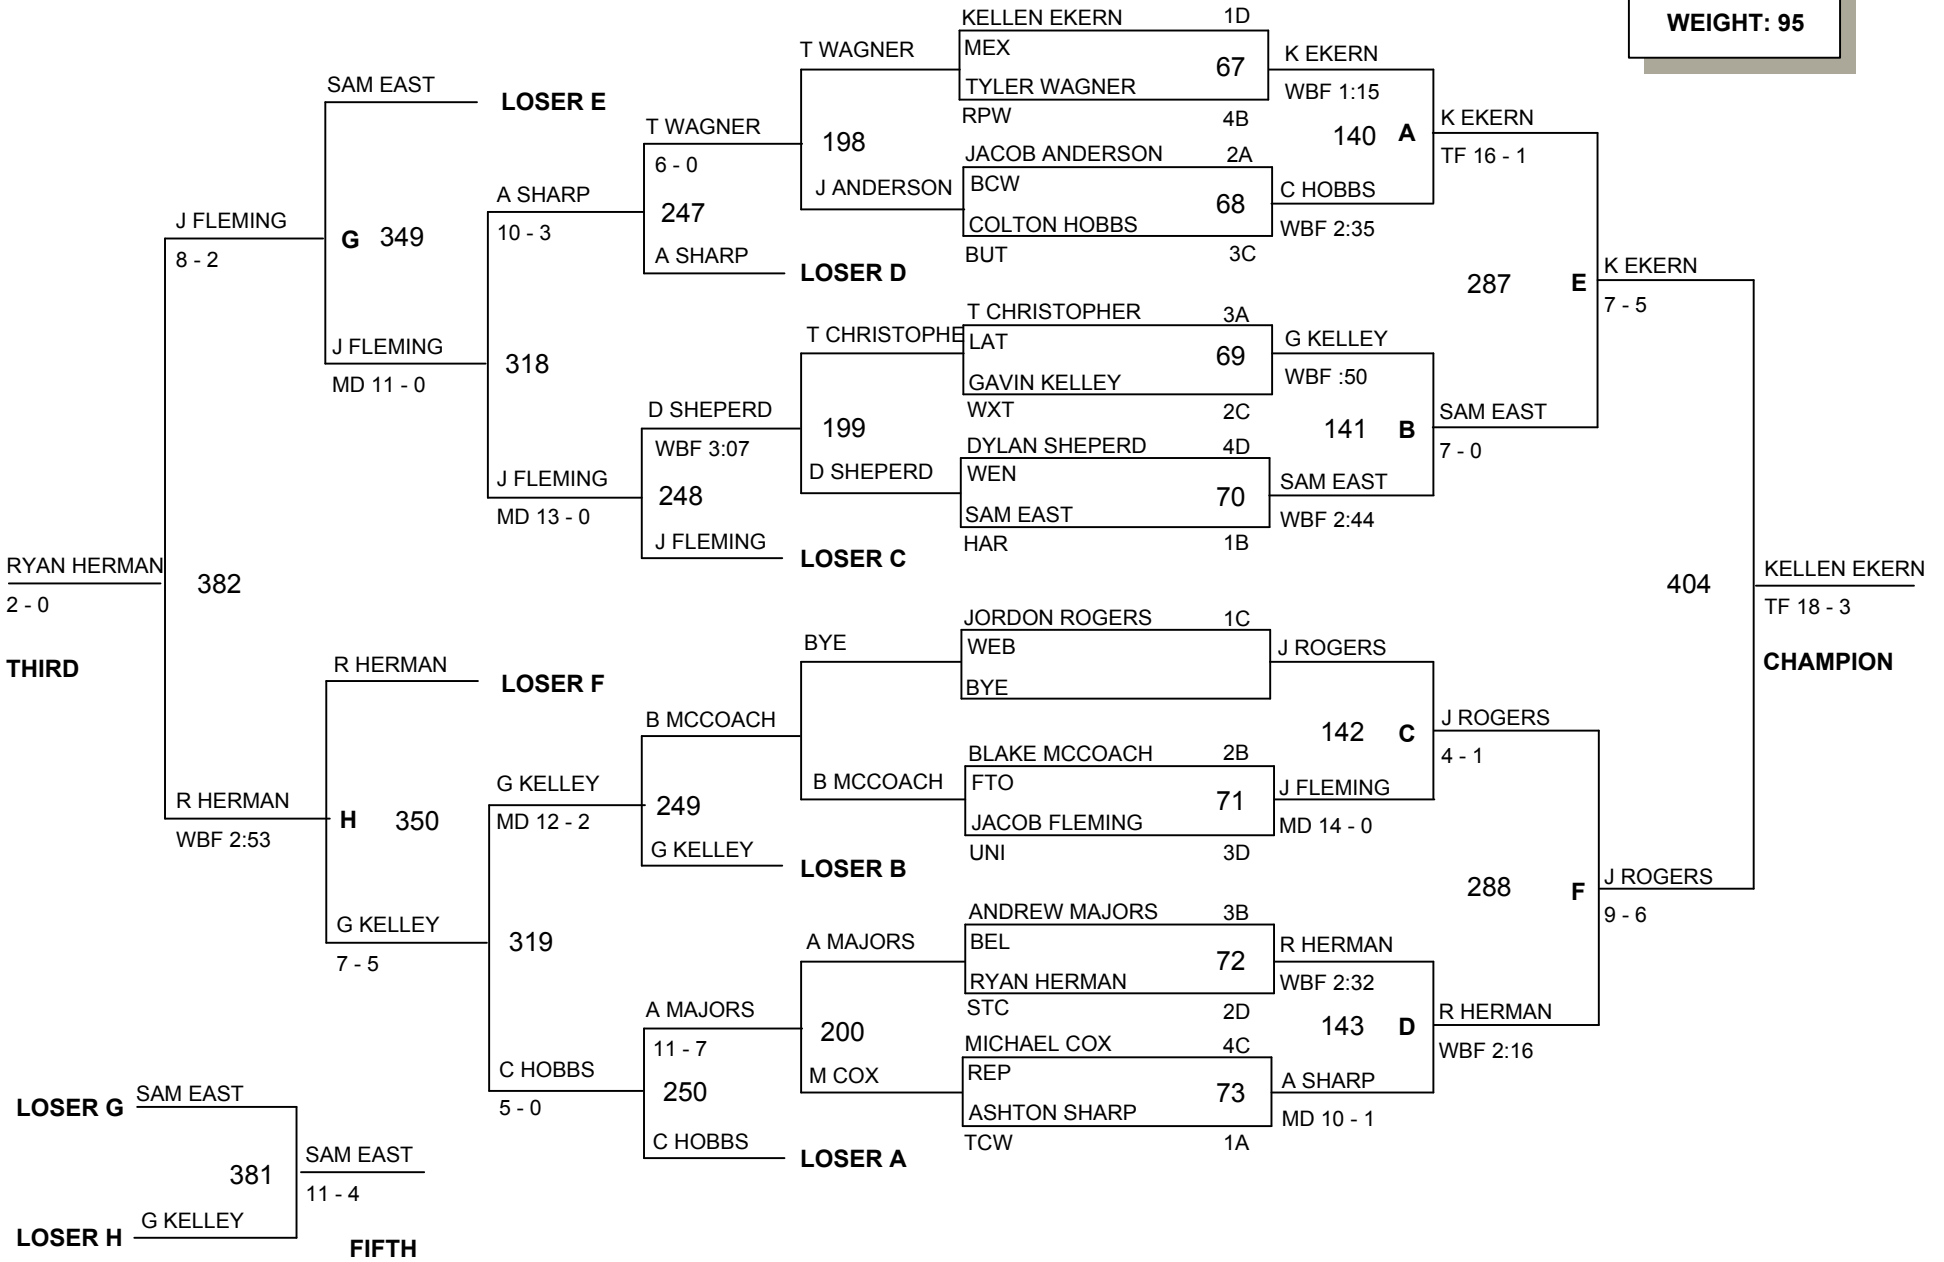 WEIGHT: 95
KELLEN EKERN 1D
MEX
67
TYLER WAGNER
RPW 4B
JACOB ANDERSON 2A
BCW
68
COLTON HOBBS
BUT 3C
T CHRISTOPHER 3A
LAT
69
GAVIN KELLEY
WXT 2C
DYLAN SHEPERD 4D
WEN
70
SAM EAST
HAR 1B
JORDON ROGERS 1C
WEB
BYE
BLAKE MCCOACH 2B
FTO
71
JACOB FLEMING
UNI 3D
ANDREW MAJORS 3B
BEL
72
RYAN HERMAN
STC 2D
MICHAEL COX 4C
REP
73
ASHTON SHARP
TCW 1A
K EKERN
WBF 1:15
140 A
C HOBBS
WBF 2:35
G KELLEY
WBF :50
141 B
SAM EAST
WBF 2:44
J ROGERS
142 C
J FLEMING
MD 14 - 0
R HERMAN
WBF 2:32
143 D
A SHARP
MD 10 - 1
K EKERN
TF 16 - 1
287 E
SAM EAST
7 - 0
J ROGERS
4 - 1
288 F
R HERMAN
WBF 2:16
K EKERN
7 - 5
404
J ROGERS
9 - 6
KELLEN EKERN
TF 18 - 3
CHAMPION
T WAGNER
198
J ANDERSON
T CHRISTOPHE
199
D SHEPERD
BYE
B MCCOACH
A MAJORS
200
M COX
T WAGNER
6 - 0
247
A SHARP
LOSER D
D SHEPERD
WBF 3:07
248
J FLEMING
LOSER C
B MCCOACH
249
G KELLEY
LOSER B
A MAJORS
11 - 7
250
C HOBBS
LOSER A
A SHARP
10 - 3
318
J FLEMING
MD 13 - 0
G KELLEY
MD 12 - 2
319
C HOBBS
5 - 0
SAM EAST
LOSER E
G 349
J FLEMING
MD 11 - 0
R HERMAN
LOSER F
H 350
G KELLEY
7 - 5
J FLEMING
8 - 2
382
R HERMAN
WBF 2:53
RYAN HERMAN
2 - 0
THIRD
LOSER G SAM EAST
381
LOSER H G KELLEY
SAM EAST
11 - 4
FIFTH